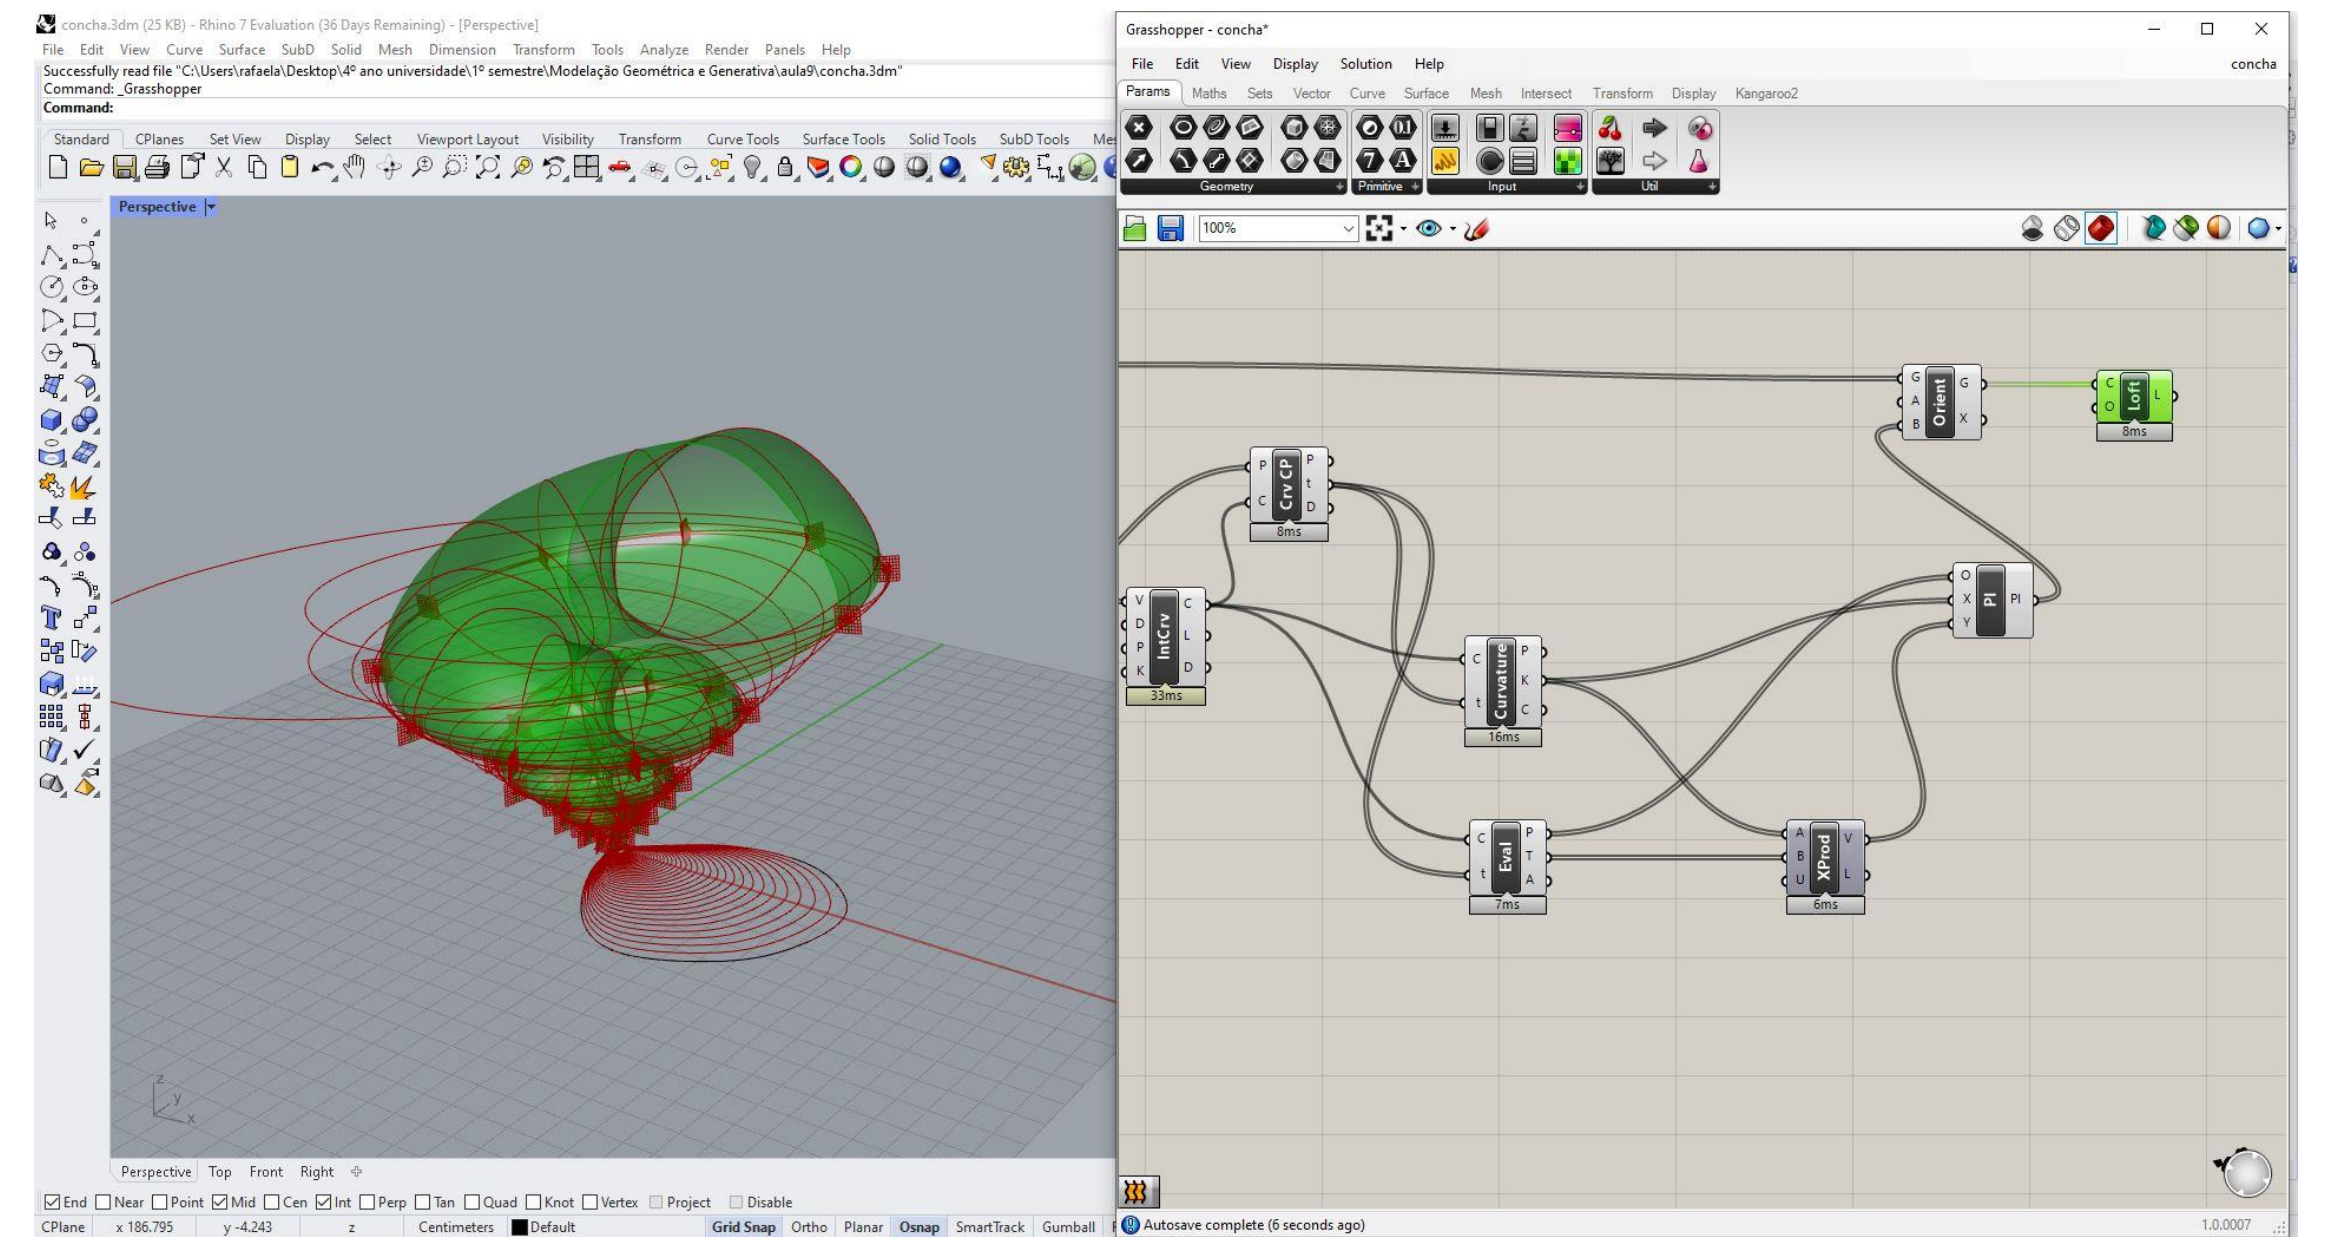 concha.3dm (25 KB) - Rhino 7 Evaluation (36 Days Remaining) - [Perspective]
File Edit View Curve Surface SubD Solid Mesh Dimension Transform Tools Analyze Render Panels Help
Successfully read file "C:\Users\rafaela\Desktop\4º ano universidade\1º semestre\Modelação Geométrica e Generativa\aula9\concha.3dm"
Command: _Grasshopper
Command:
Standard CPlanes Set View Display Select Viewport Layout Visibility Transform Curve Tools Surface Tools Solid Tools SubD Tools
Perspective
z
y
x
Perspective Top Front Right
End Near Point Mid Cen Int Perp Tan Quad Knot Vertex Project Disable
CPlane x 186.795 y -4.243 z Centimeters Default Grid Snap Ortho Planar Osnap SmartTrack Gumball
Grasshopper - concha*
File Edit View Display Solution Help concha
Params Maths Sets Vector Curve Surface Mesh Intersect Transform Display Kangaroo2
Geometry Primitive Input Util
100%
G A B Orient G X
C O Loft L
8ms
P C Crv CP P t D
8ms
V D P K IntCrv C L D
33ms
O X Y Pl Pl
C t Curvature P K C
16ms
C t Eval P T A
7ms
A B U XProd V L
6ms
Autosave complete (6 seconds ago) 1.0.0007